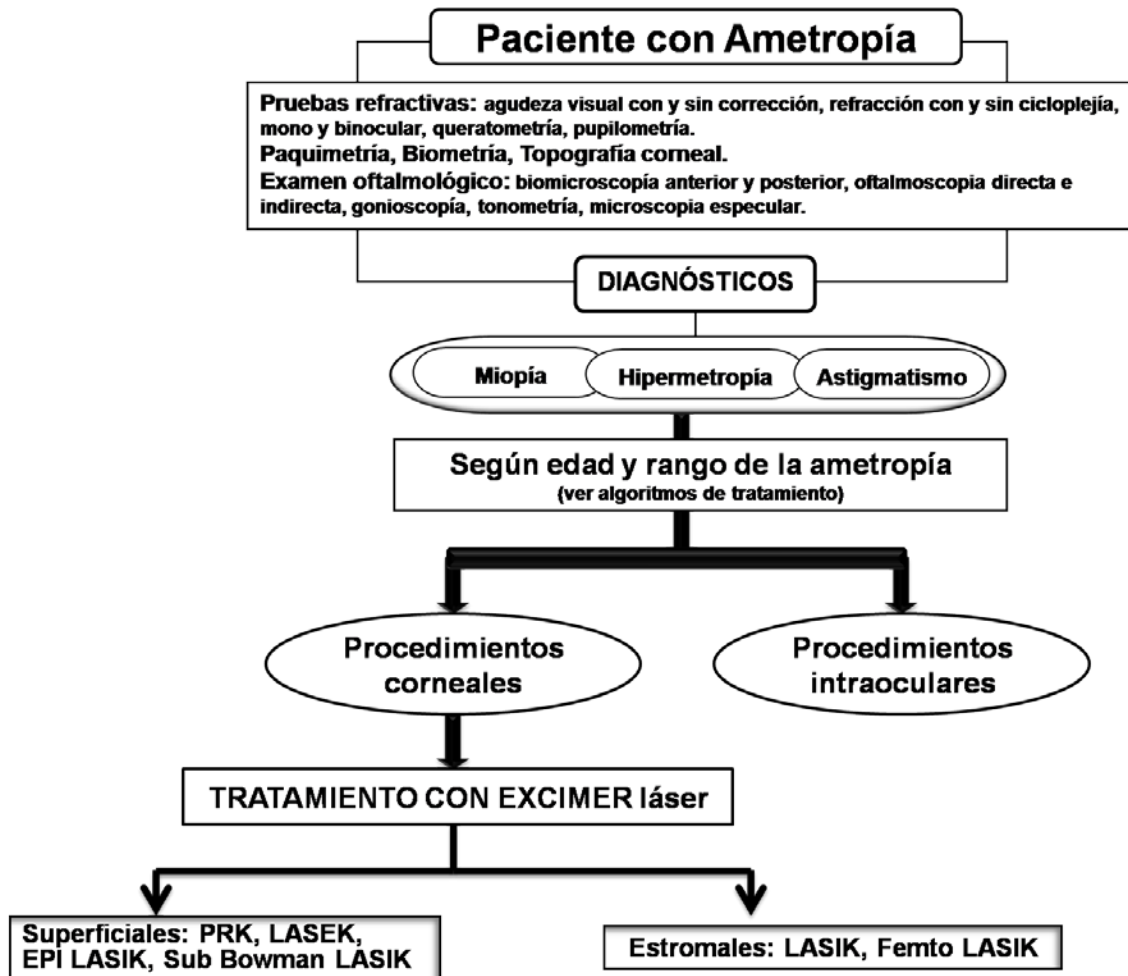 Paciente con Ametropía
Pruebas refractivas: agudeza visual con y sin corrección, refracción con y sin cicloplejía,
mono y binocular, queratometría, pupilometría.
Paquimetría, Biometría, Topografía corneal.
Examen oftalmológico: biomicroscopía anterior y posterior, oftalmoscopia directa e
indirecta, gonioscopía, tonometría, microscopia especular.
DIAGNÓSTICOS
Miopía
Hipermetropía
Astigmatismo
Según edad y rango de la ametropía
(ver algoritmos de tratamiento)
Procedimientos
corneales
Procedimientos
intraoculares
TRATAMIENTO CON EXCIMER láser
Superficiales: PRK, LASEK,
EPI LASIK, Sub Bowman LASIK
Estromales: LASIK, Femto LASIK